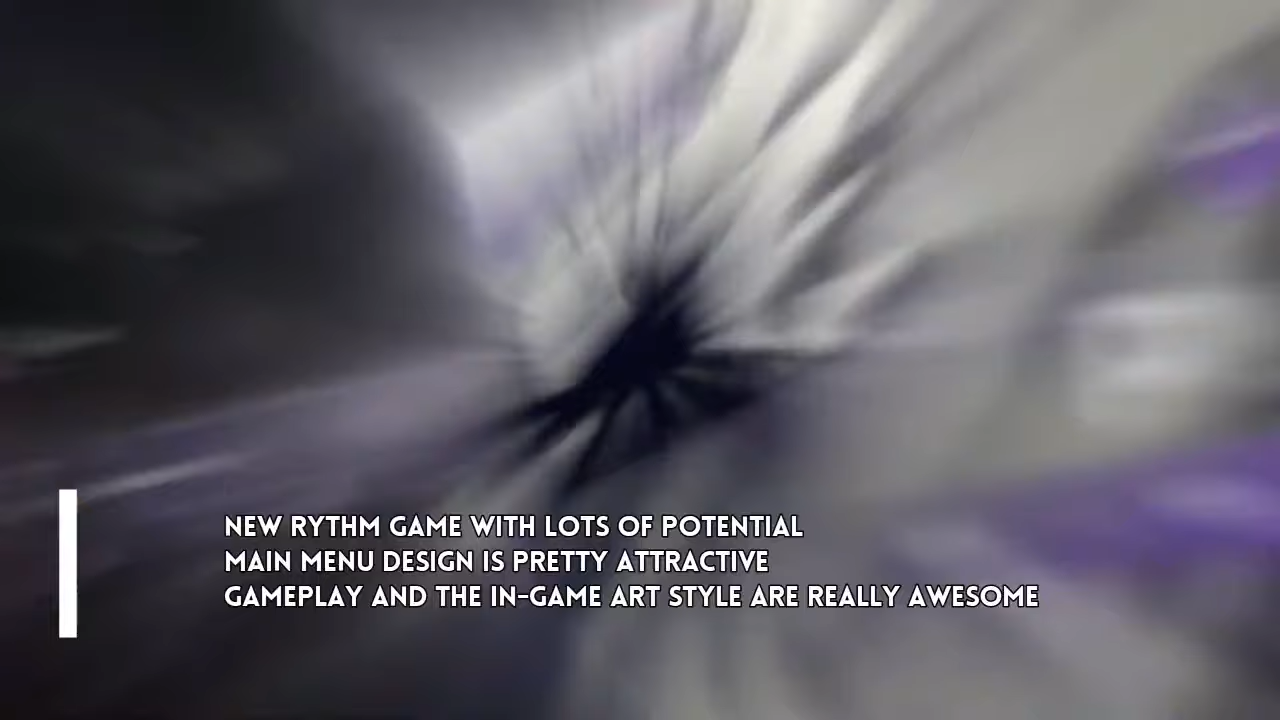 NEW RYTHM GAME WITH LOTS OF POTENTIAL
MAIN MENU DESIGN IS PRETTY ATTRACTIVE
GAMEPLAY AND THE IN-GAME ART STYLE ARE REALLY AWESOME